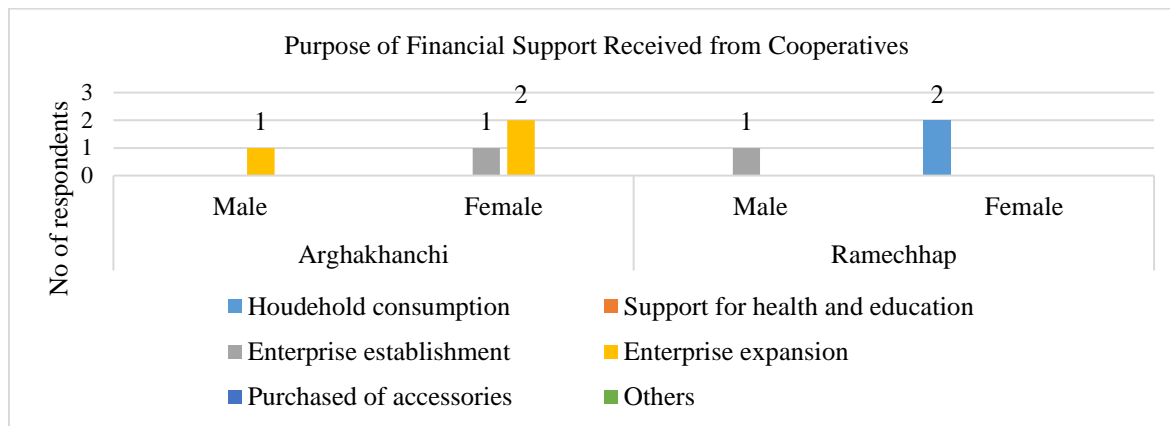 Purpose of Financial Support Received from Cooperatives
No of respondents
3
2
1
0
1
1
2
1
2
Male
Female
Male
Female
Arghakhanchi
Ramechhap
Houdehold consumption
Support for health and education
Enterprise establishment
Enterprise expansion
Purchased of accessories
Others